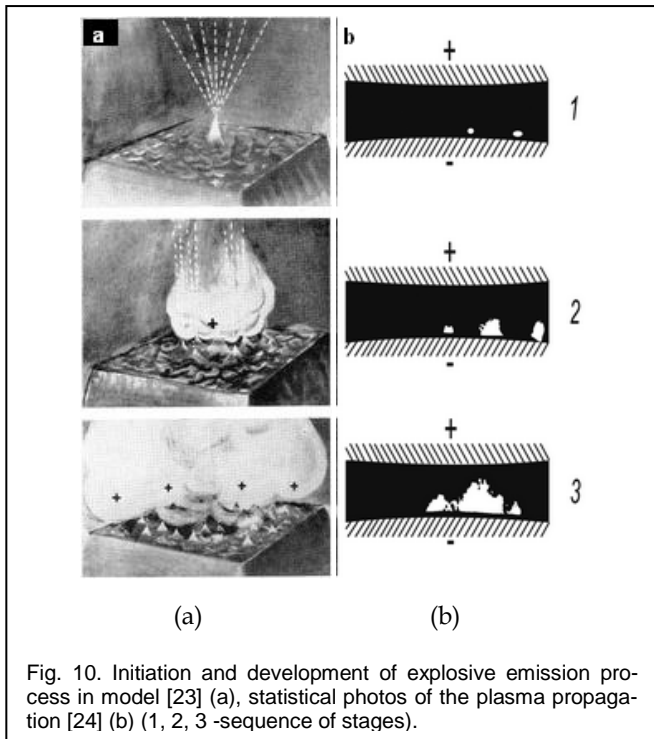 a
b
+
1
-
+
+
2
-
+ + + +
+
3
-
(a) (b)
Fig. 10. Initiation and development of explosive emission pro-
cess in model [23] (a), statistical photos of the plasma propaga-
tion [24] (b) (1, 2, 3 -sequence of stages).